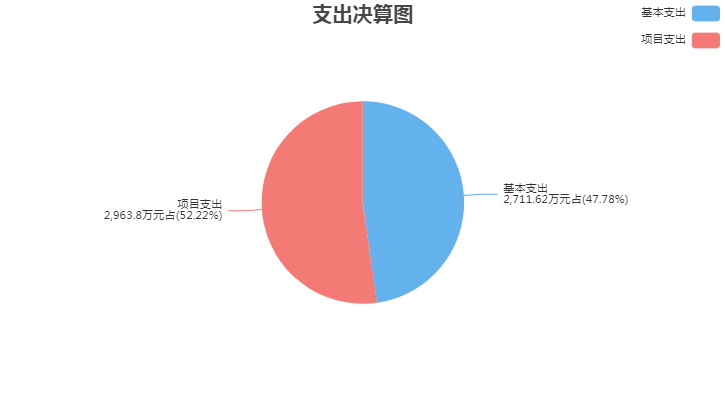 支出决算图
基本支出
项目支出
基本支出
2,711.62万元占(47.78%)
项目支出
2,963.8万元占(52.22%)